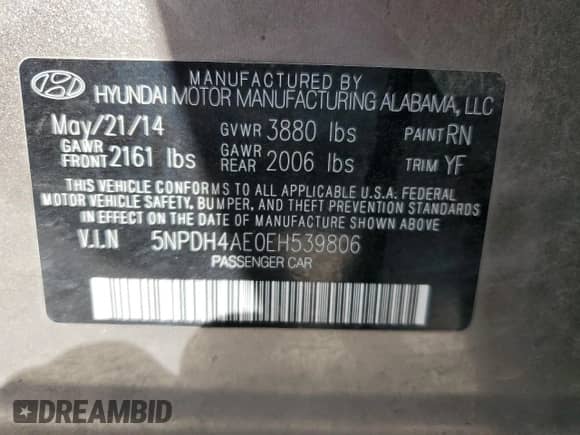 MANUFACTURED BY
HYUNDAI MOTOR MANUFACTURING ALABAMA, LLC
May/21/14 GVWR 3880 lbs PAINT RN
GAWR FRONT 2161 lbs GAWR REAR 2006 lbs TRIM YF
THIS VEHICLE CONFORMS TO ALL APPLICABLE U.S.A. FEDERAL
MOTOR VEHICLE SAFETY, BUMPER, AND THEFT PREVENTION STANDARDS
IN EFFECT ON THE DATE OF MANUFACTURE SHOWN ABOVE.
V.I.N 5NPDH4AE0EH539806
PASSENGER CAR
DREAMBID